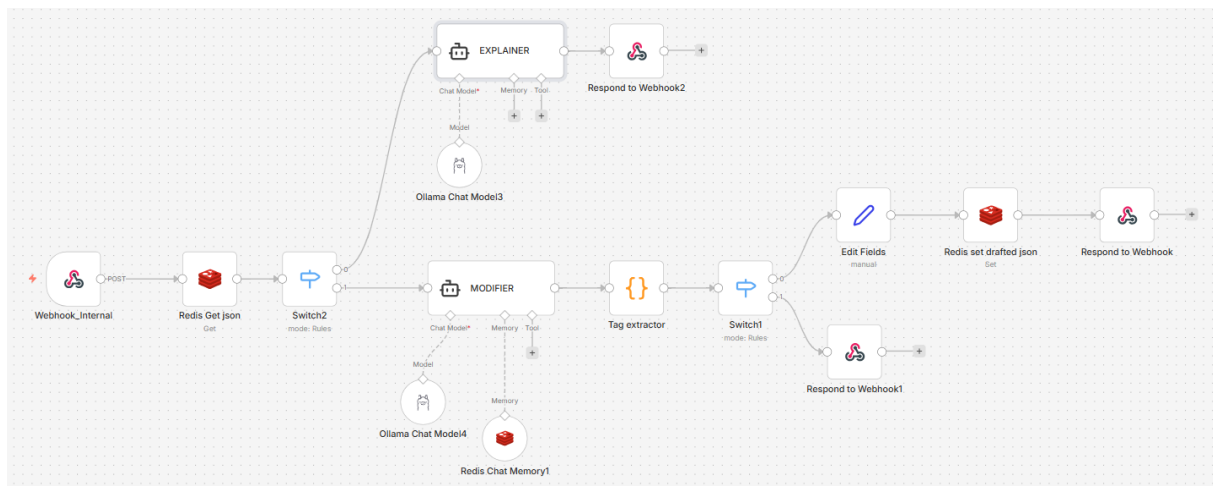 EXPLAINER
Chat Model*
Memory
Tool
Respond to Webhook2
Model
Ollama Chat Model3
Webhook_Internal
POST
Redis Get json
Get
Switch2
mode: Rules
0
1
MODIFIER
Chat Model*
Memory
Tool
Model
Ollama Chat Model4
Memory
Redis Chat Memory1
Tag extractor
Switch1
mode: Rules
0
1
Edit Fields
manual
Redis set drafted json
Set
Respond to Webhook
Respond to Webhook1